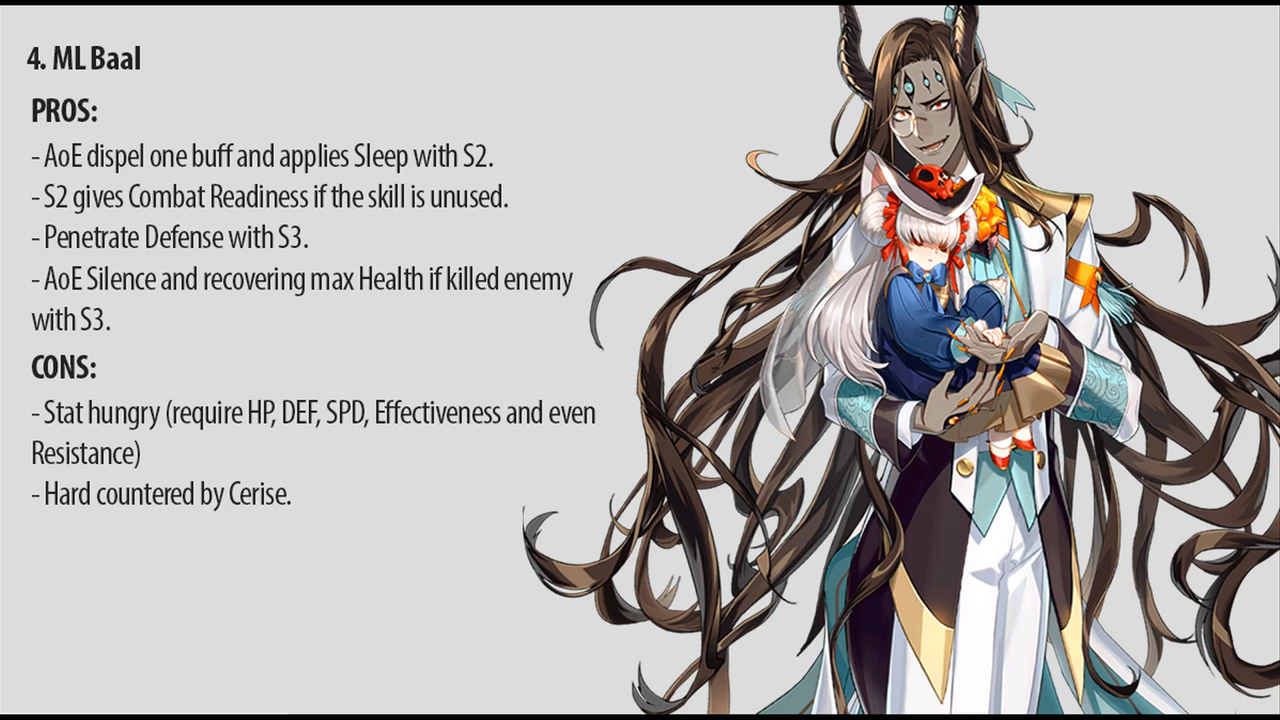 4. ML Baal
PROS:
- AoE dispel one buff and applies Sleep with S2.
- S2 gives Combat Readiness if the skill is unused.
- Penetrate Defense with S3.
- AoE Silence and recovering max Health if killed enemy
with S3.
CONS:
- Stat hungry (require HP, DEF, SPD, Effectiveness and even
Resistance)
- Hard countered by Cerise.